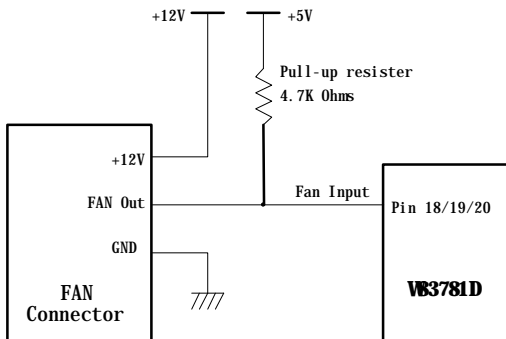 +12V
+5V
Pull-up resister
4.7K Ohms
+12V
FAN Out
Fan Input
Pin 18/19/20
GND
W83781D
FAN
Connector